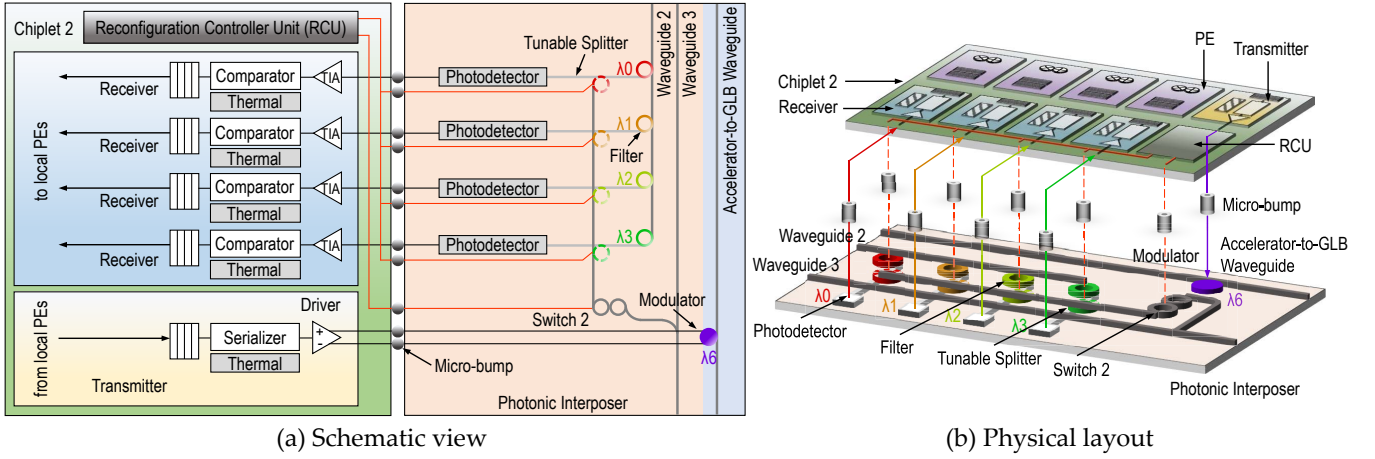 Chiplet 2
Reconfiguration Controller Unit (RCU)
to local PEs
Receiver
Comparator
Thermal
TIA
Receiver
Comparator
Thermal
TIA
Receiver
Comparator
Thermal
TIA
Receiver
Comparator
Thermal
TIA
from local PEs
Transmitter
Serializer
Thermal
Driver
+
-
Micro-bump
Tunable Splitter
Photodetector
λ0
Photodetector
λ1
Filter
Photodetector
λ2
Photodetector
λ3
Switch 2
Modulator
λ6
Waveguide 2
Waveguide 3
Accelerator-to-GLB Waveguide
Photonic Interposer
(a) Schematic view
PE
Transmitter
Chiplet 2
Receiver
RCU
Micro-bump
Waveguide 2
Waveguide 3
Modulator
Accelerator-to-GLB
Waveguide
λ0
λ1
λ2
λ3
λ6
Photodetector
Filter
Tunable Splitter
Switch 2
Photonic Interposer
(b) Physical layout